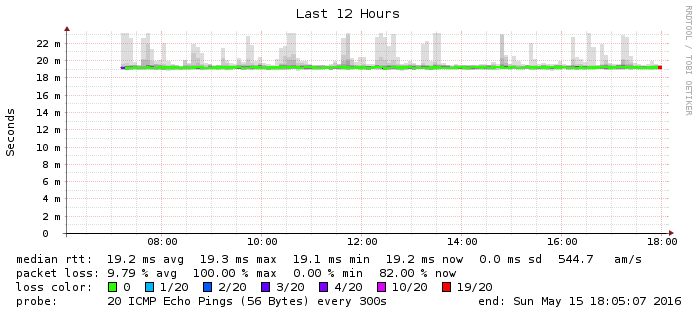 Last 12 Hours
RRDTOOL / TOBI OETIKER
Seconds
22 m
20 m
18 m
16 m
14 m
12 m
10 m
8 m
6 m
4 m
2 m
0
08:00 10:00 12:00 14:00 16:00 18:00
median rtt: 19.2 ms avg 19.3 ms max 19.1 ms min 19.2 ms now 0.0 ms sd 544.7 am/s
packet loss: 9.79 % avg 100.00 % max 0.00 % min 82.00 % now
loss color: 0 1/20 2/20 3/20 4/20 10/20 19/20
probe: 20 ICMP Echo Pings (56 Bytes) every 300s end: Sun May 15 18:05:07 2016